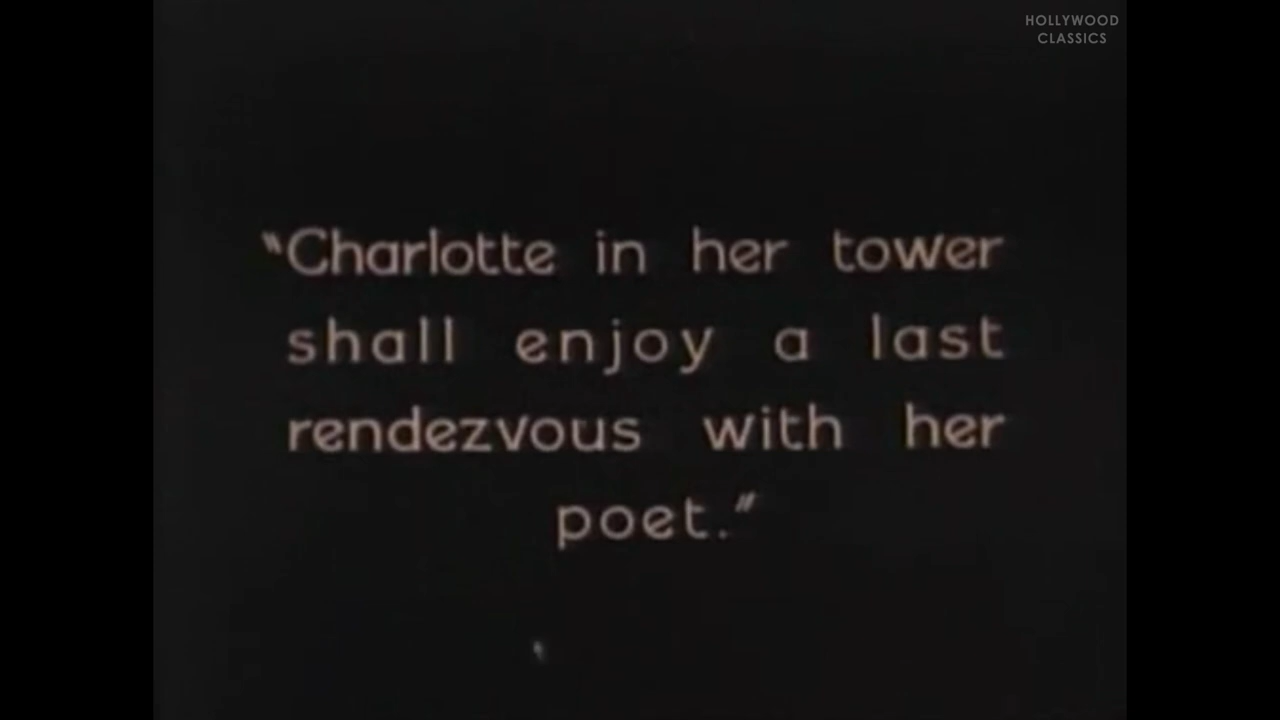 HOLLYWOOD
CLASSICS
"Charlotte in her tower
shall enjoy a last
rendezvous with her
poet."